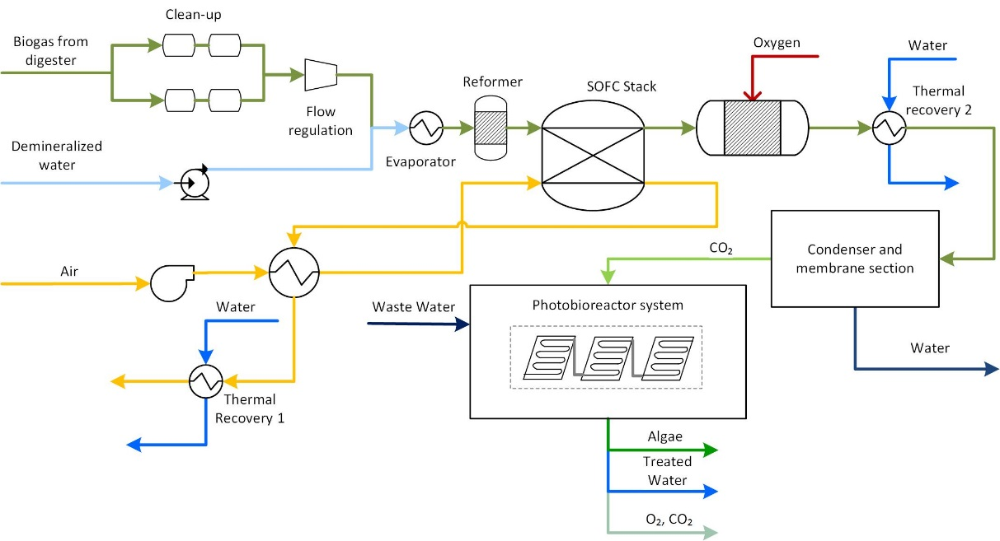 Clean-up
Biogas from
digester
Oxygen
Water
Reformer
SOFC Stack
Thermal
recovery 2
Flow
regulation
Demineralized
water
Evaporator
CO₂
Condenser and
membrane section
Air
Water
Waste Water
Photobioreactor system
Water
Thermal
Recovery 1
Algae
Treated
Water
O₂, CO₂